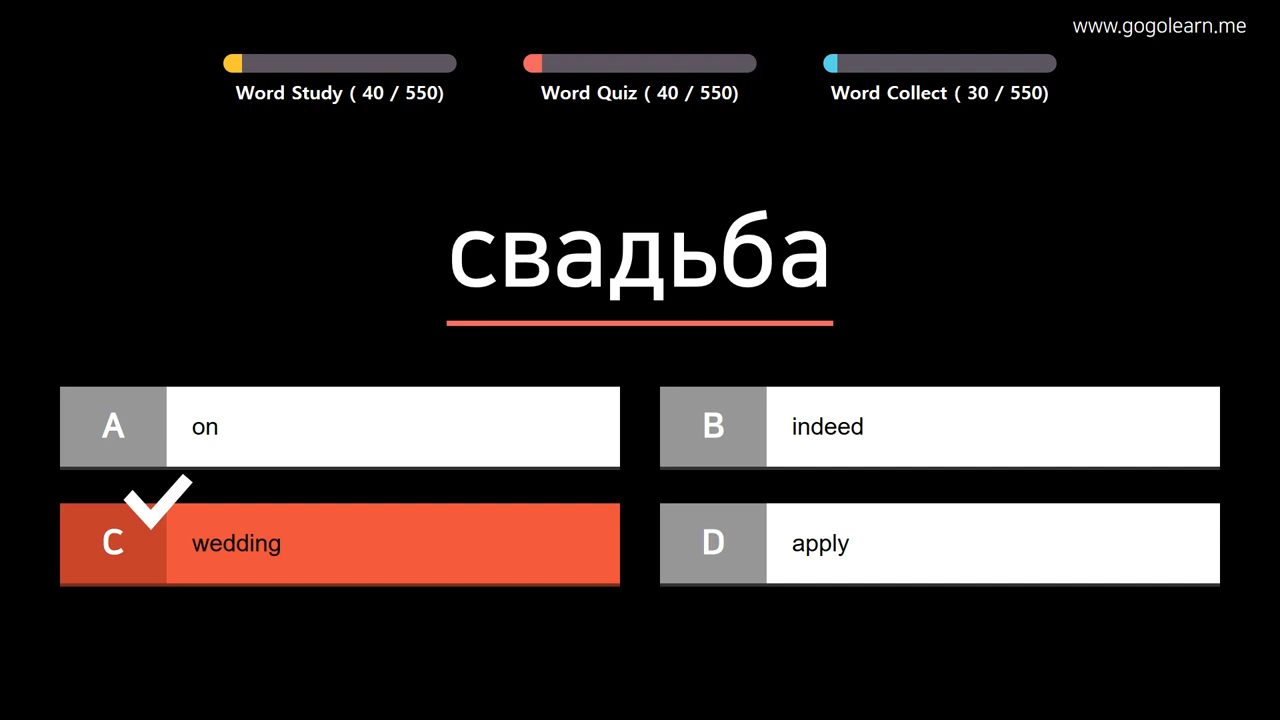 www.gogolearn.me
Word Study ( 40 / 550)
Word Quiz ( 40 / 550)
Word Collect ( 30 / 550)
свадьба
A on
B indeed
C wedding
D apply